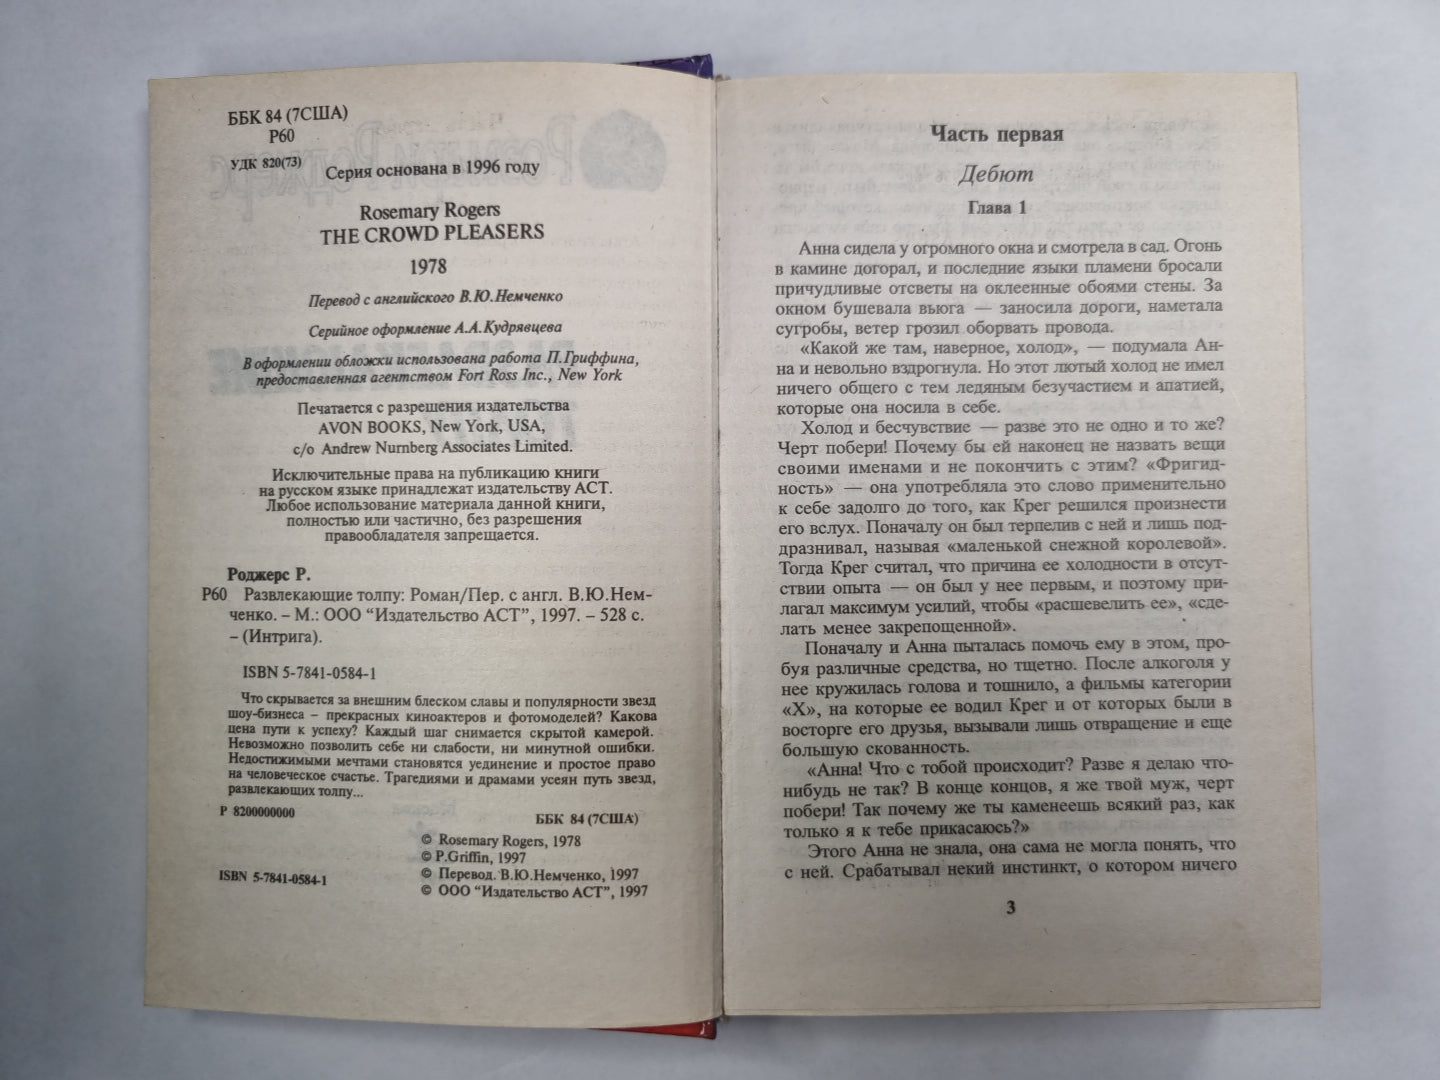 ББК 84 (7США)
Р60
УДК 820(73)
Серия основана в 1996 году
Rosemary Rogers
THE CROWD PLEASERS
1978
Перевод с английского В.Ю.Немченко
Серийное оформление А.А.Кудрявцева
В оформлении обложки использована работа П.Гриффина,
предоставленная агентством Fort Ross Inc., New York
Печатается с разрешения издательства
AVON BOOKS, New York, USA,
c/o Andrew Nurnberg Associates Limited.
Исключительные права на публикацию книги
на русском языке принадлежат издательству АСТ.
Любое использование материала данной книги,
полностью или частично, без разрешения
правообладателя запрещается.
Роджерс Р.
Р60 Развлекающие толпу: Роман/Пер. с англ. В.Ю.Нем-
ченко. – М.: ООО “Издательство АСТ”, 1997. – 528 с.
– (Интрига).
ISBN 5-7841-0584-1
Что скрывается за внешним блеском славы и популярности звезд
шоу-бизнеса – прекрасных киноактеров и фотомоделей? Какова
цена пути к успеху? Каждый шаг снимается скрытой камерой.
Невозможно позволить себе ни слабости, ни минутной ошибки.
Недостижимыми мечтами становятся уединение и простое право
на человеческое счастье. Трагедиями и драмами усеян путь звезд,
развлекающих толпу...
Р 8200000000
ББК 84 (7США)
© Rosemary Rogers, 1978
© P.Griffin, 1997
© Перевод. В.Ю.Немченко, 1997
ISBN 5-7841-0584-1
© ООО “Издательство АСТ”, 1997
Часть первая
Дебют
Глава 1
Анна сидела у огромного окна и смотрела в сад. Огонь
в камине догорал, и последние языки пламени бросали
причудливые отсветы на оклеенные обоями стены. За
окном бушевала вьюга — заносила дороги, наметала
сугробы, ветер грозил оборвать провода.
«Какой же там, наверное, холод», — подумала Ан-
на и невольно вздрогнула. Но этот лютый холод не имел
ничего общего с тем ледяным безучастием и апатией,
которые она носила в себе.
Холод и бесчувствие — разве это не одно и то же?
Черт побери! Почему бы ей наконец не назвать вещи
своими именами и не покончить с этим? «Фригид-
ность» — она употребляла это слово применительно
к себе задолго до того, как Крег решился произнести
его вслух. Поначалу он был терпелив с ней и лишь под-
дразнивал, называя «маленькой снежной королевой».
Тогда Крег считал, что причина ее холодности в отсут-
ствии опыта — он был у нее первым, и поэтому при-
лагал максимум усилий, чтобы «расшевелить ее», «сде-
лать менее закрепощенной».
Поначалу и Анна пыталась помочь ему в этом, про-
буя различные средства, но тщетно. После алкоголя у
нее кружилась голова и тошнило, а фильмы категории
«Х», на которые ее водил Крег и от которых были в
восторге его друзья, вызывали лишь отвращение и еще
большую скованность.
«Анна! Что с тобой происходит? Разве я делаю что-
нибудь не так? В конце концов, я же твой муж, черт
побери! Так почему же ты каменеешь всякий раз, как
только я к тебе прикасаюсь?»
Этого Анна не знала, она сама не могла понять, что
с ней. Срабатывал некий инстинкт, о котором ничего
3